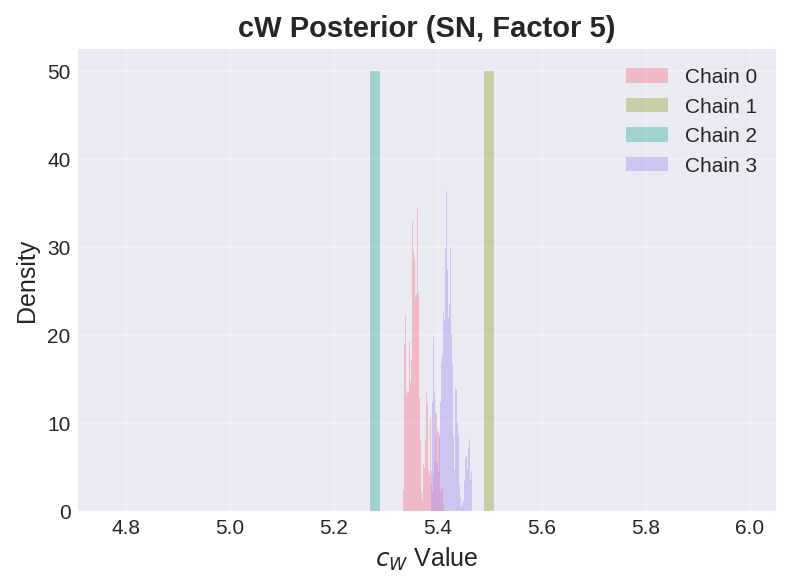 cW Posterior (SN, Factor 5)
Chain 0
Chain 1
Chain 2
Chain 3
Density
50
40
30
20
10
0
4.8 5.0 5.2 5.4 5.6 5.8 6.0
c_W Value